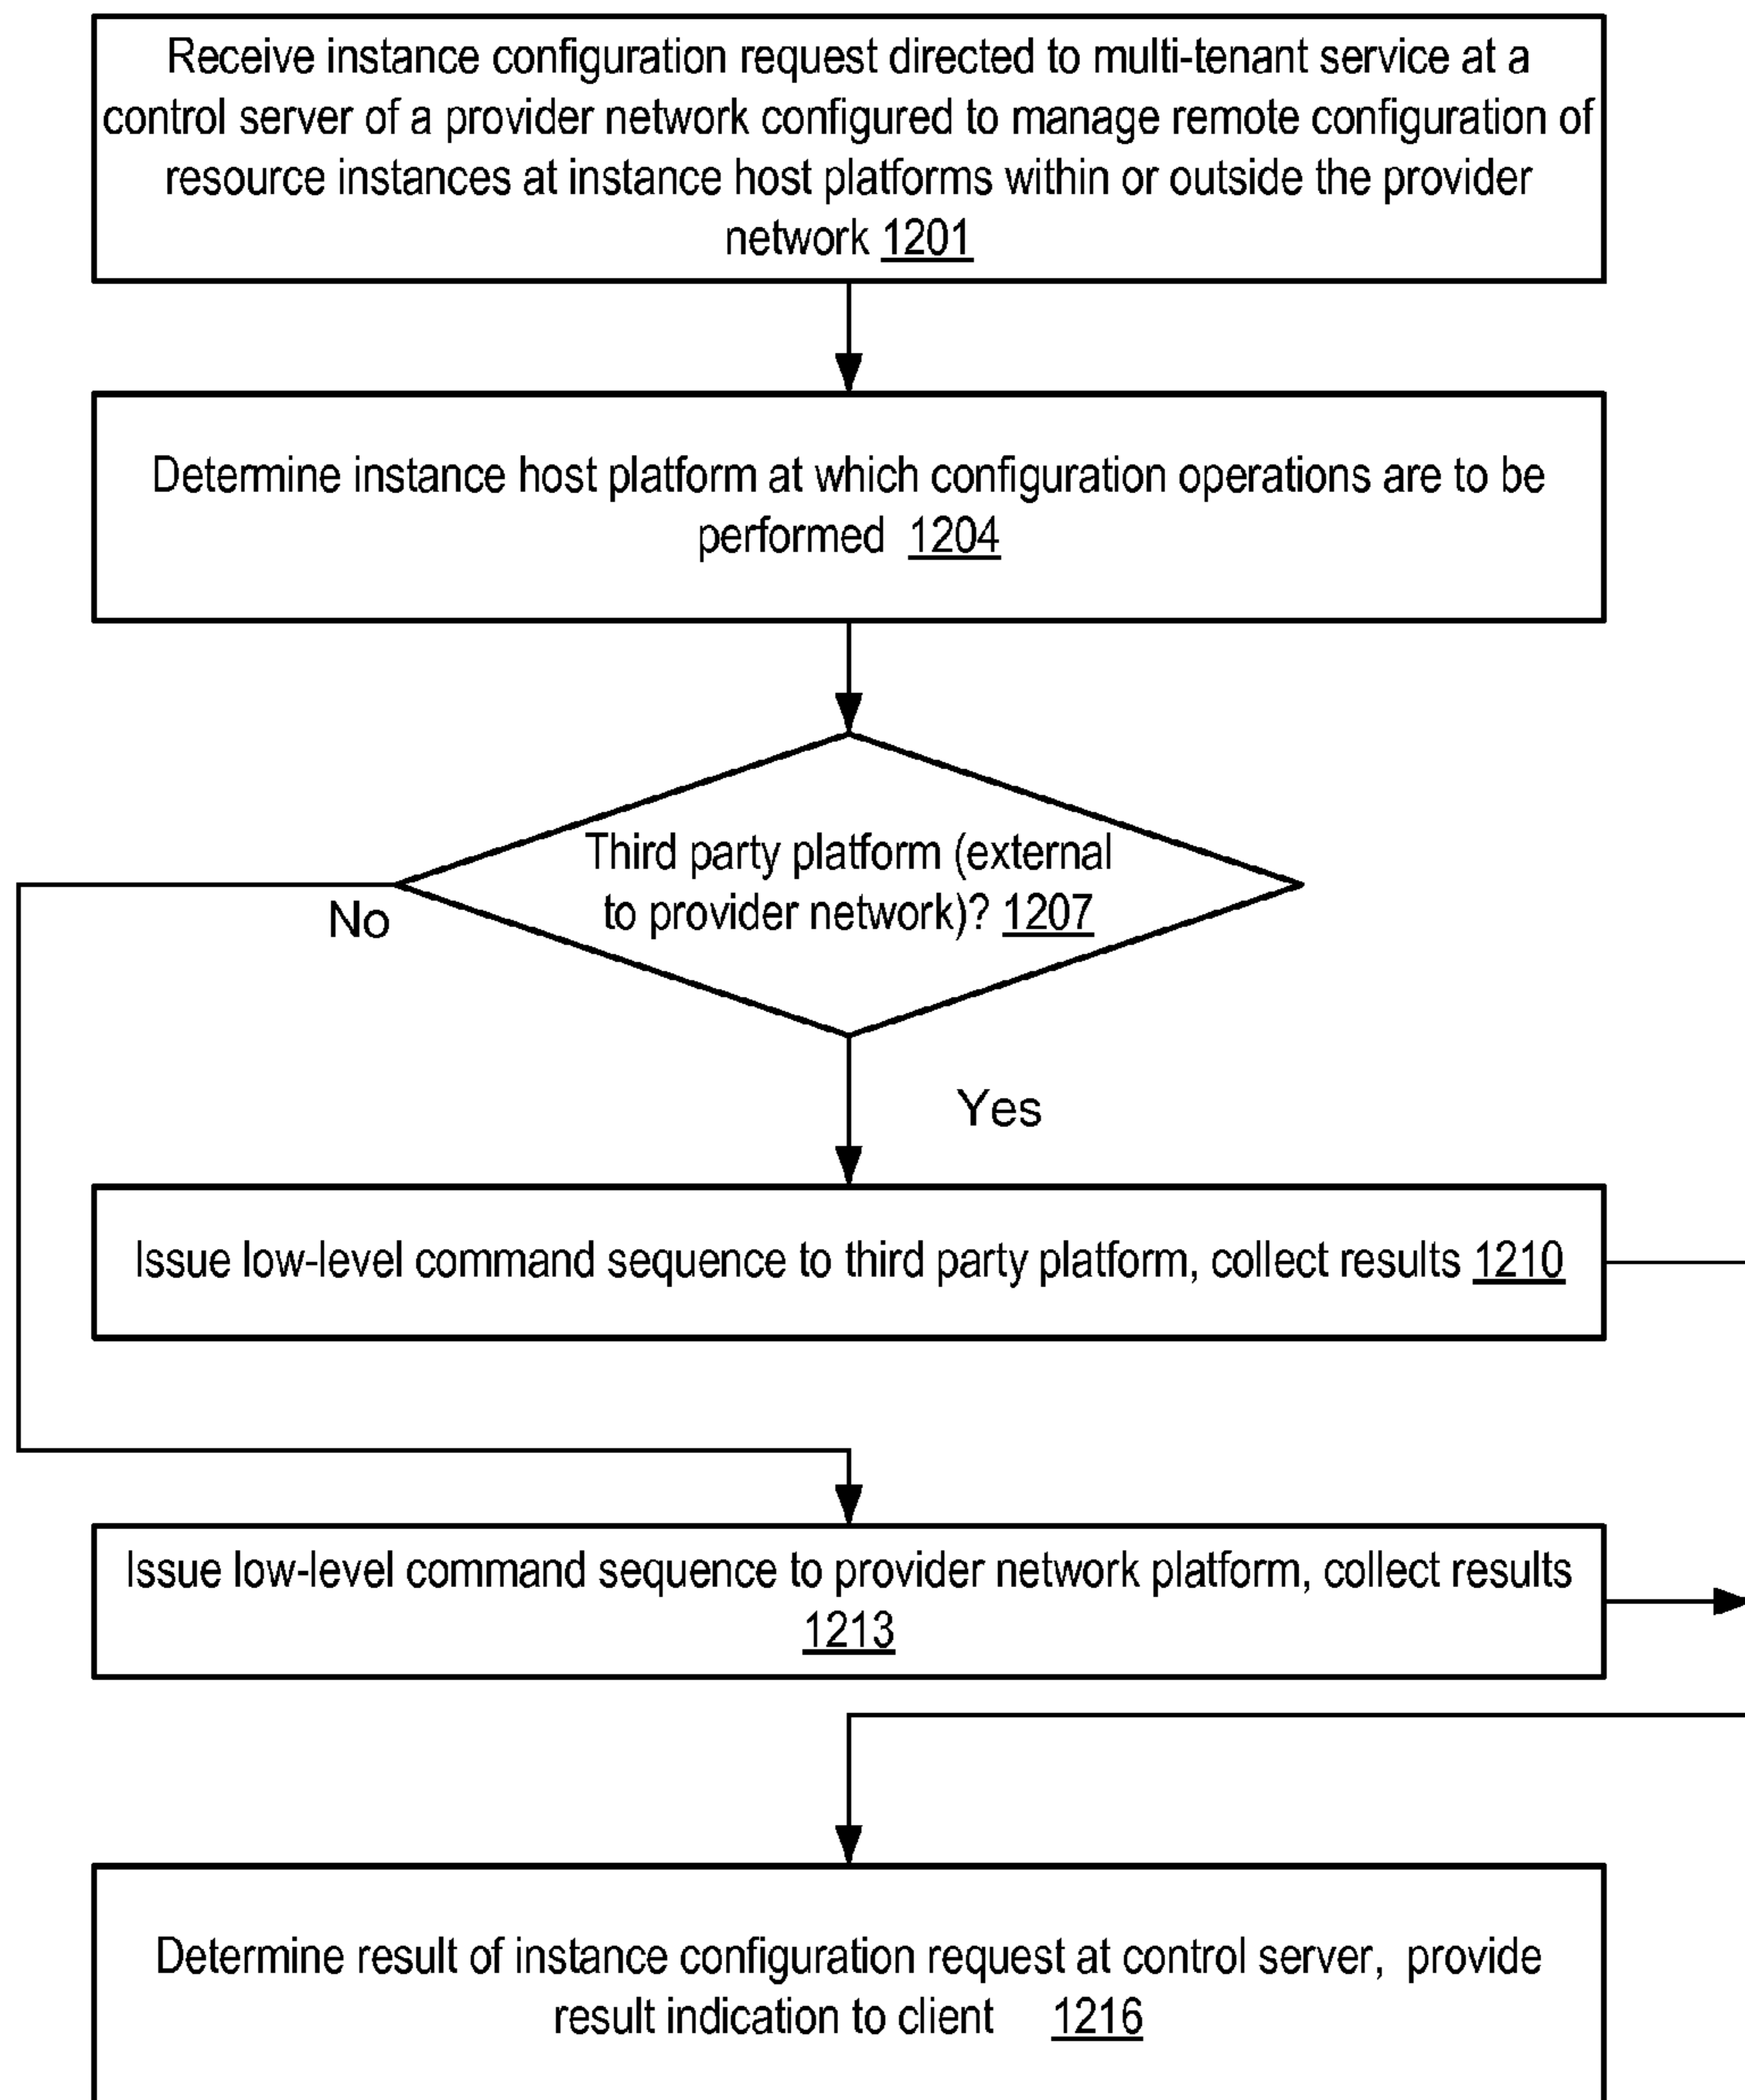 Receive instance configuration request directed to multi-tenant service at a
control server of a provider network configured to manage remote configuration of
resource instances at instance host platforms within or outside the provider
network 1201
Determine instance host platform at which configuration operations are to be
performed 1204
Third party platform (external
to provider network)? 1207
No
Yes
Issue low-level command sequence to third party platform, collect results 1210
Issue low-level command sequence to provider network platform, collect results
1213
Determine result of instance configuration request at control server, provide
result indication to client 1216